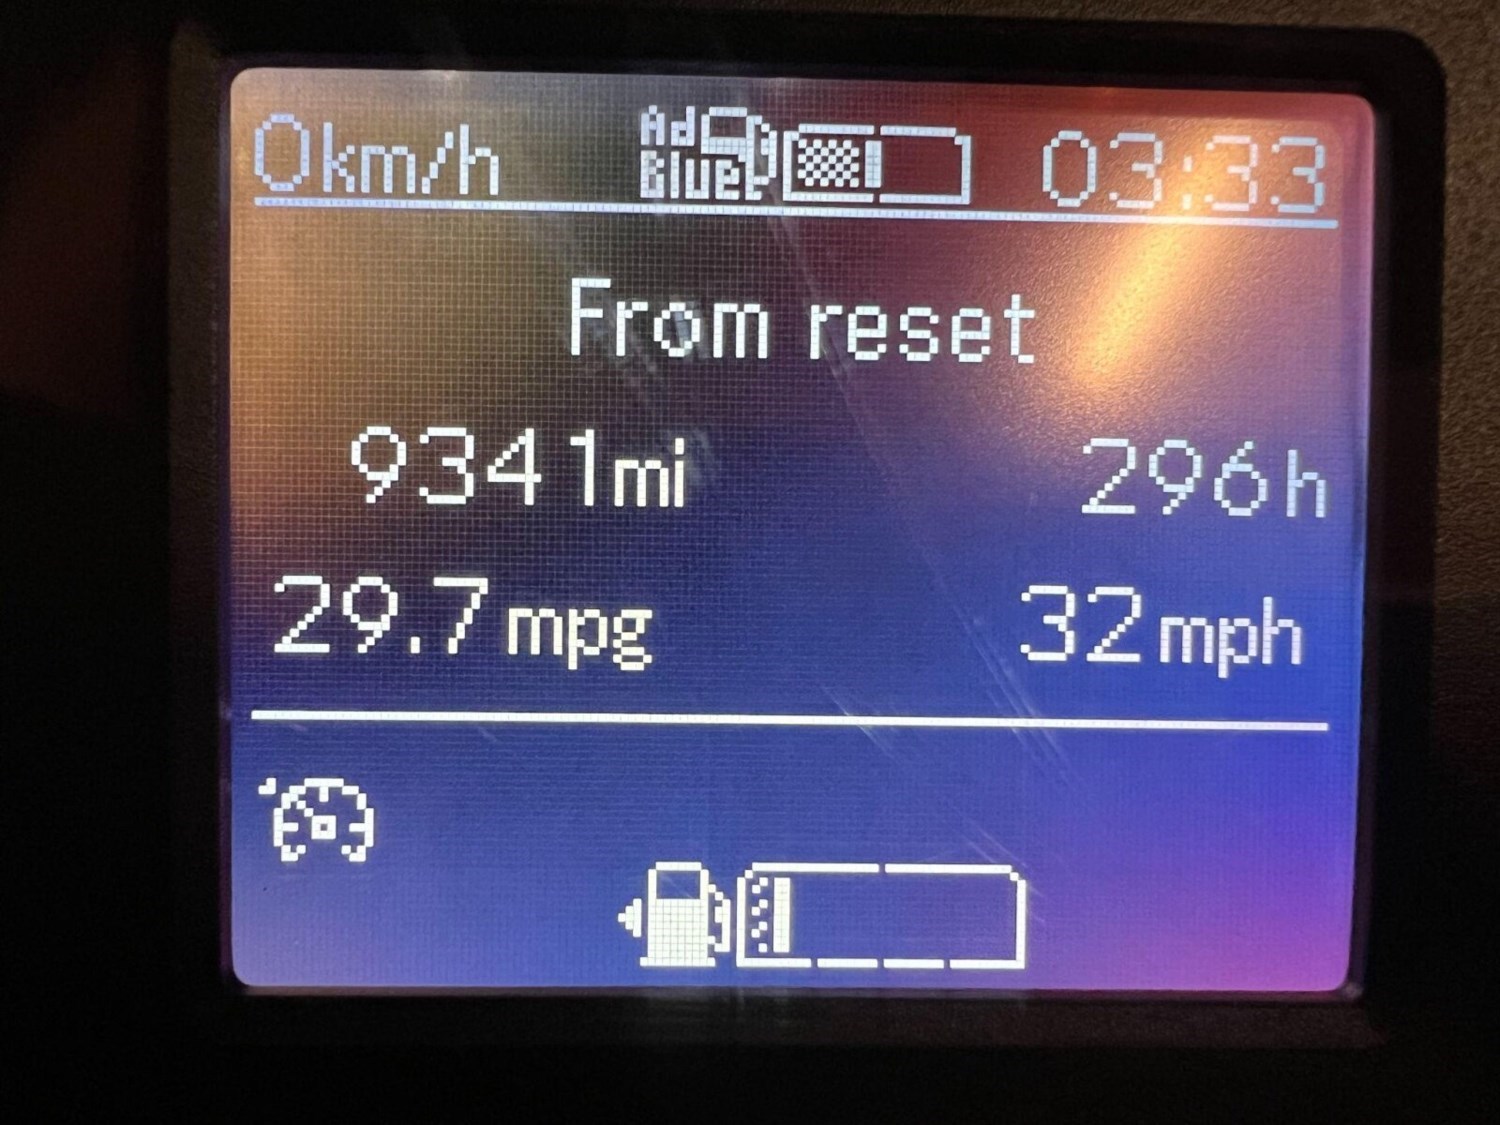 0km/h Ad Blue 03:33
From reset
9341mi 296h
29.7mpg 32mph